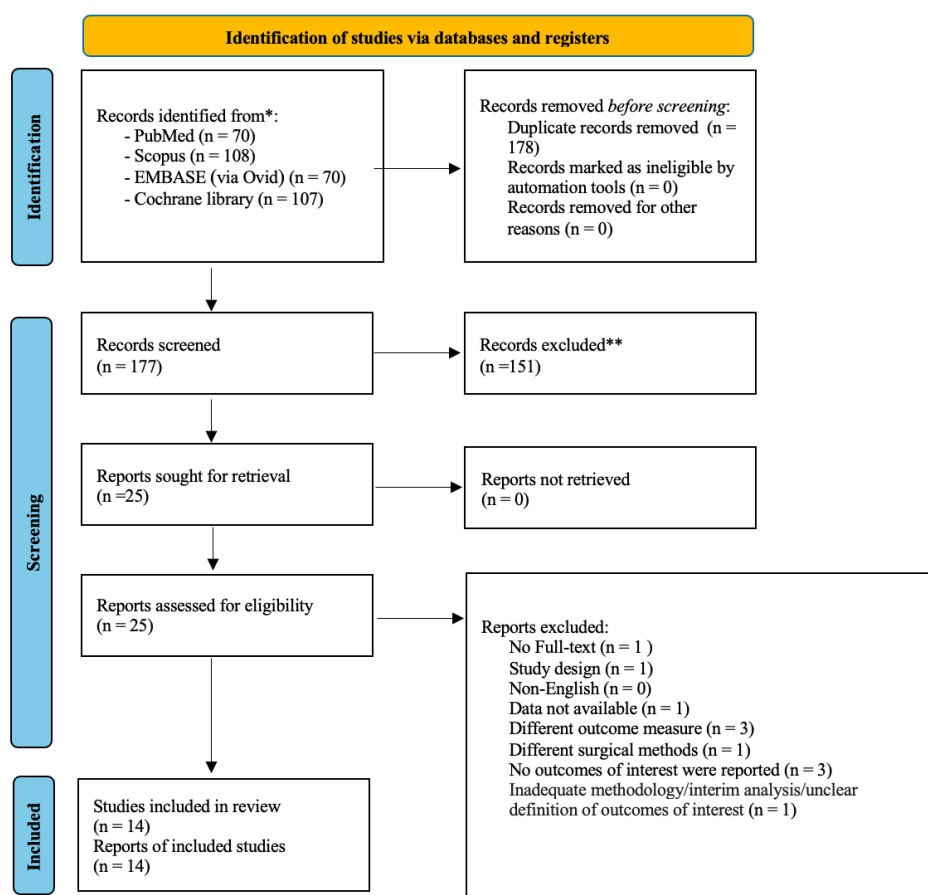 Identification of studies via databases and registers
Identification
Records identified from*:
- PubMed (n = 70)
- Scopus (n = 108)
- EMBASE (via Ovid) (n = 70)
- Cochrane library (n = 107)
Records removed before screening:
Duplicate records removed (n =
178)
Records marked as ineligible by
automation tools (n = 0)
Records removed for other
reasons (n = 0)
Screening
Records screened
(n = 177)
Records excluded**
(n =151)
Reports sought for retrieval
(n =25)
Reports not retrieved
(n = 0)
Reports assessed for eligibility
(n = 25)
Reports excluded:
No Full-text (n = 1 )
Study design (n = 1)
Non-English (n = 0)
Data not available (n = 1)
Different outcome measure (n = 3)
Different surgical methods (n = 1)
No outcomes of interest were reported (n = 3)
Inadequate methodology/interim analysis/unclear
definition of outcomes of interest (n = 1)
Included
Studies included in review
(n = 14)
Reports of included studies
(n = 14)